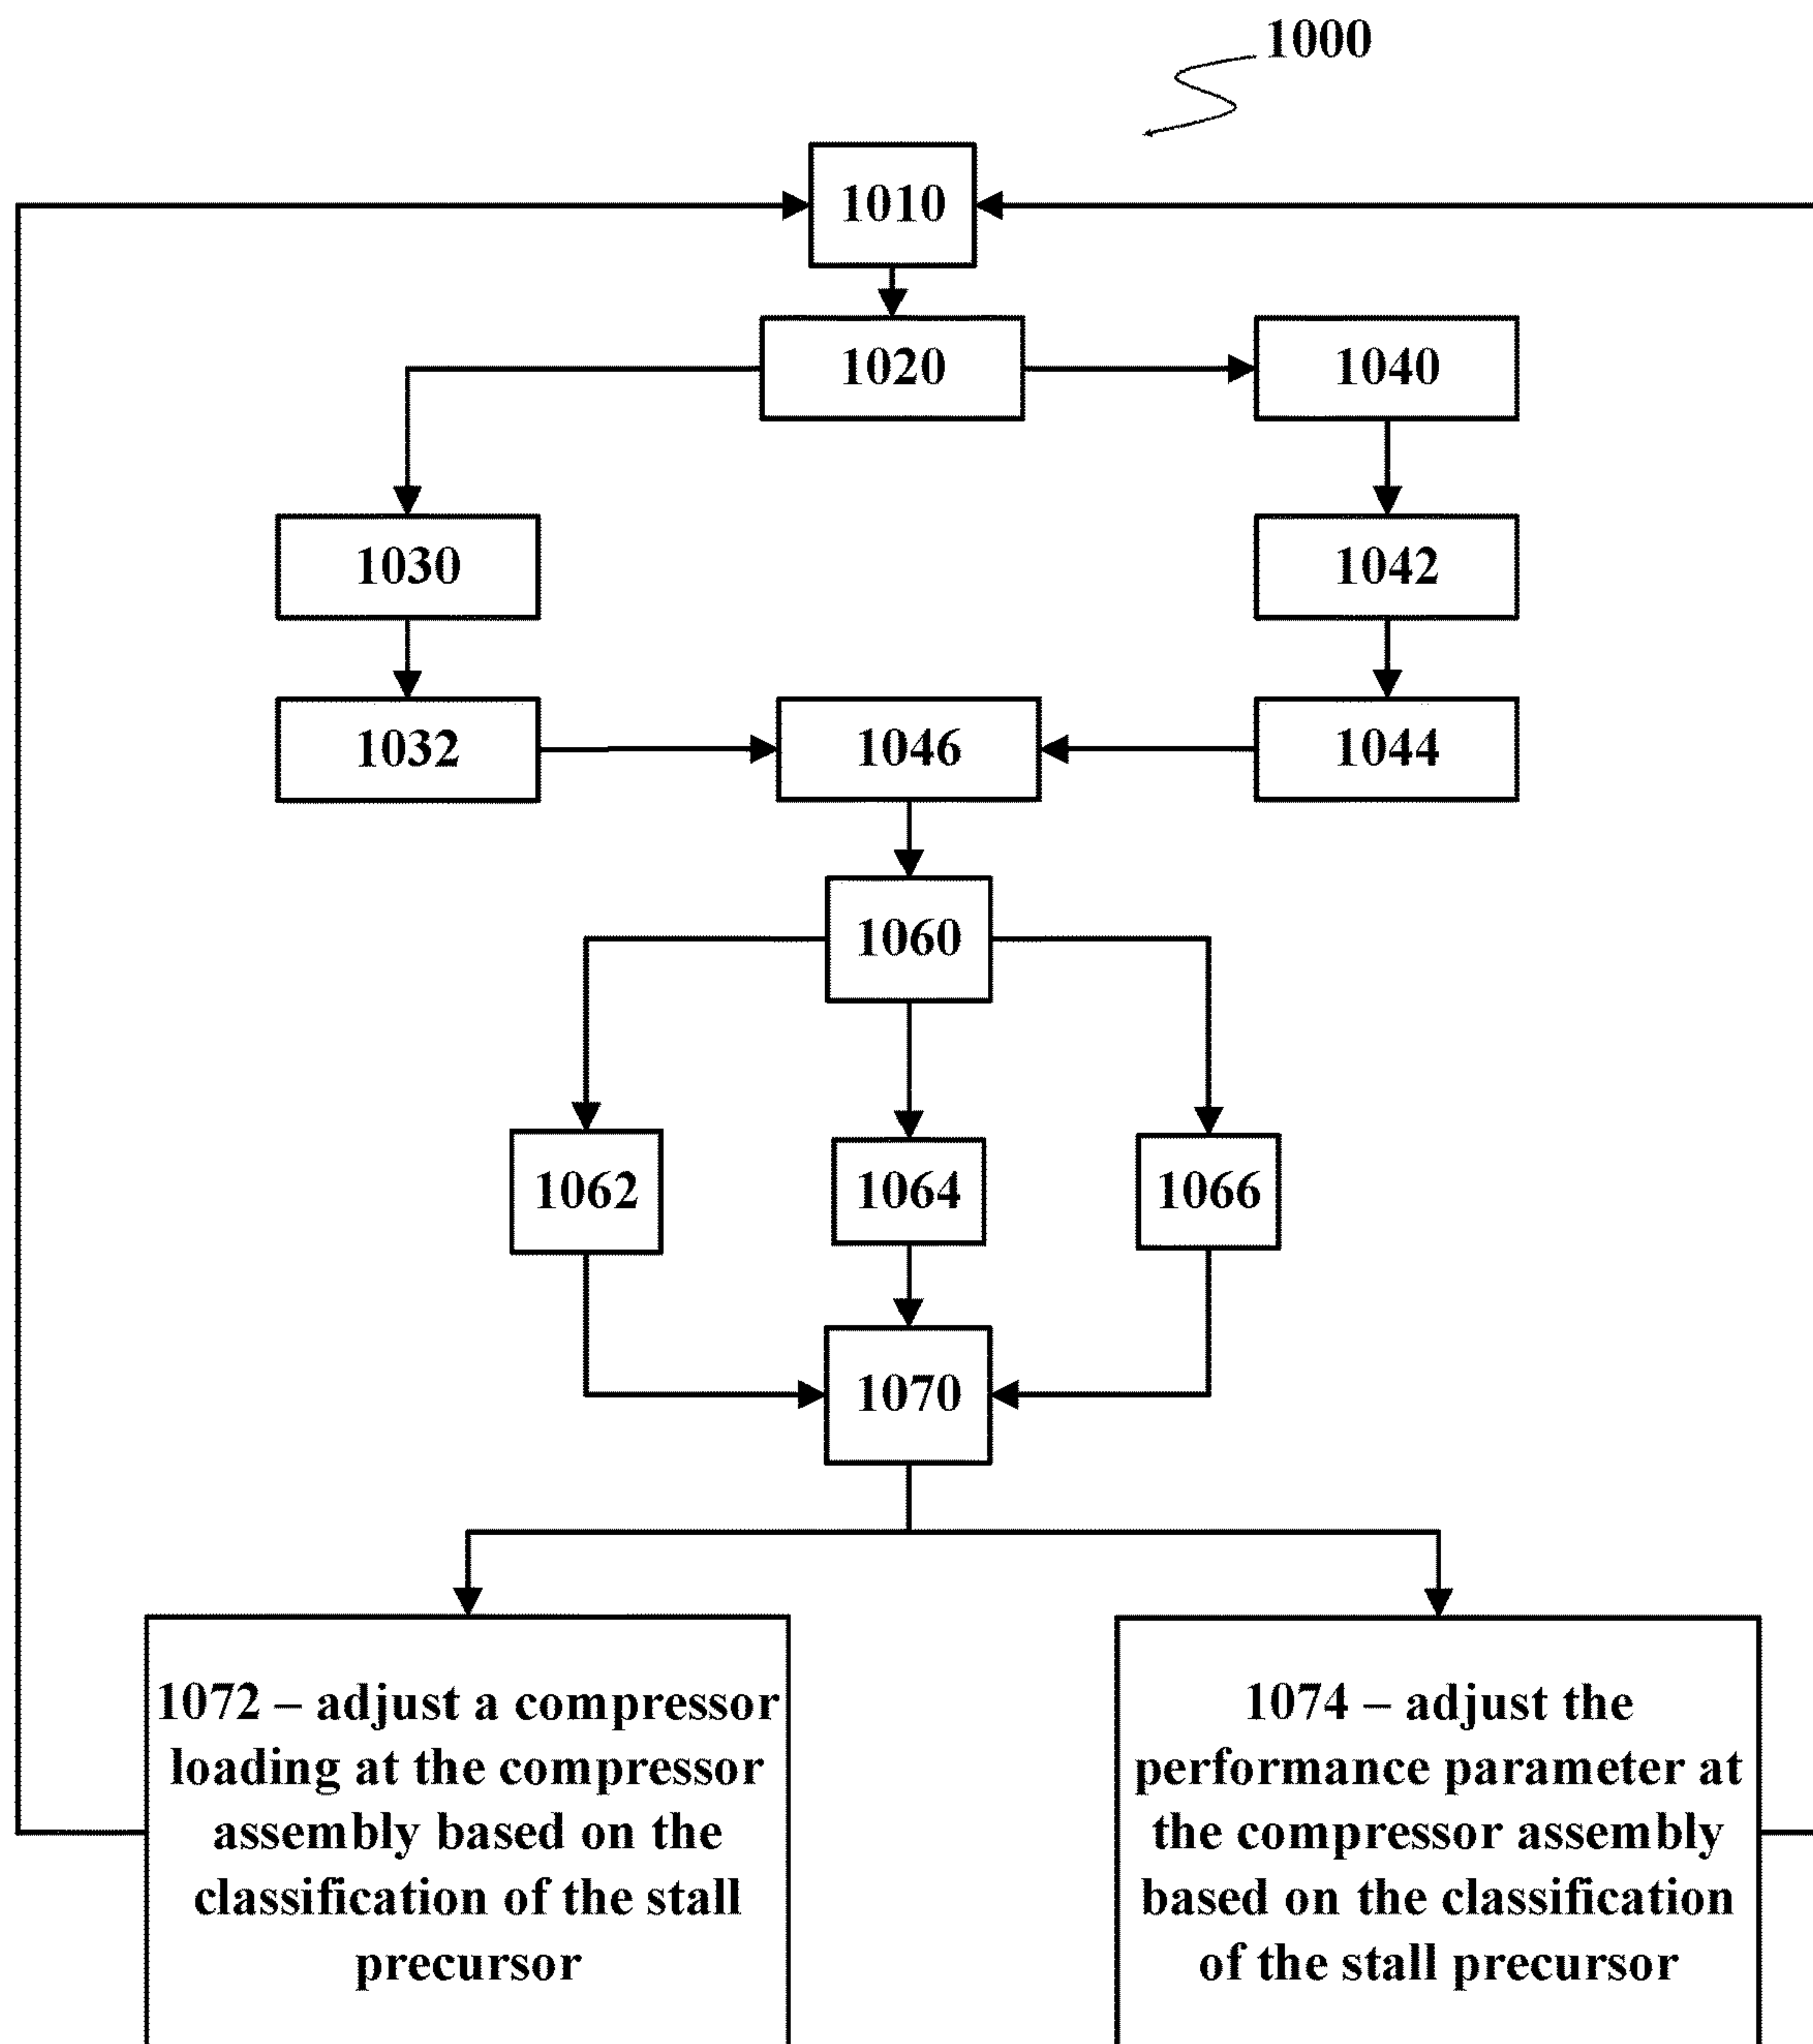 1000
1010
1020
1040
1030
1042
1032
1046
1044
1060
1062
1064
1066
1070
1072 – adjust a compressor
loading at the compressor
assembly based on the
classification of the stall
precursor
1074 – adjust the
performance parameter at
the compressor assembly
based on the classification
of the stall precursor